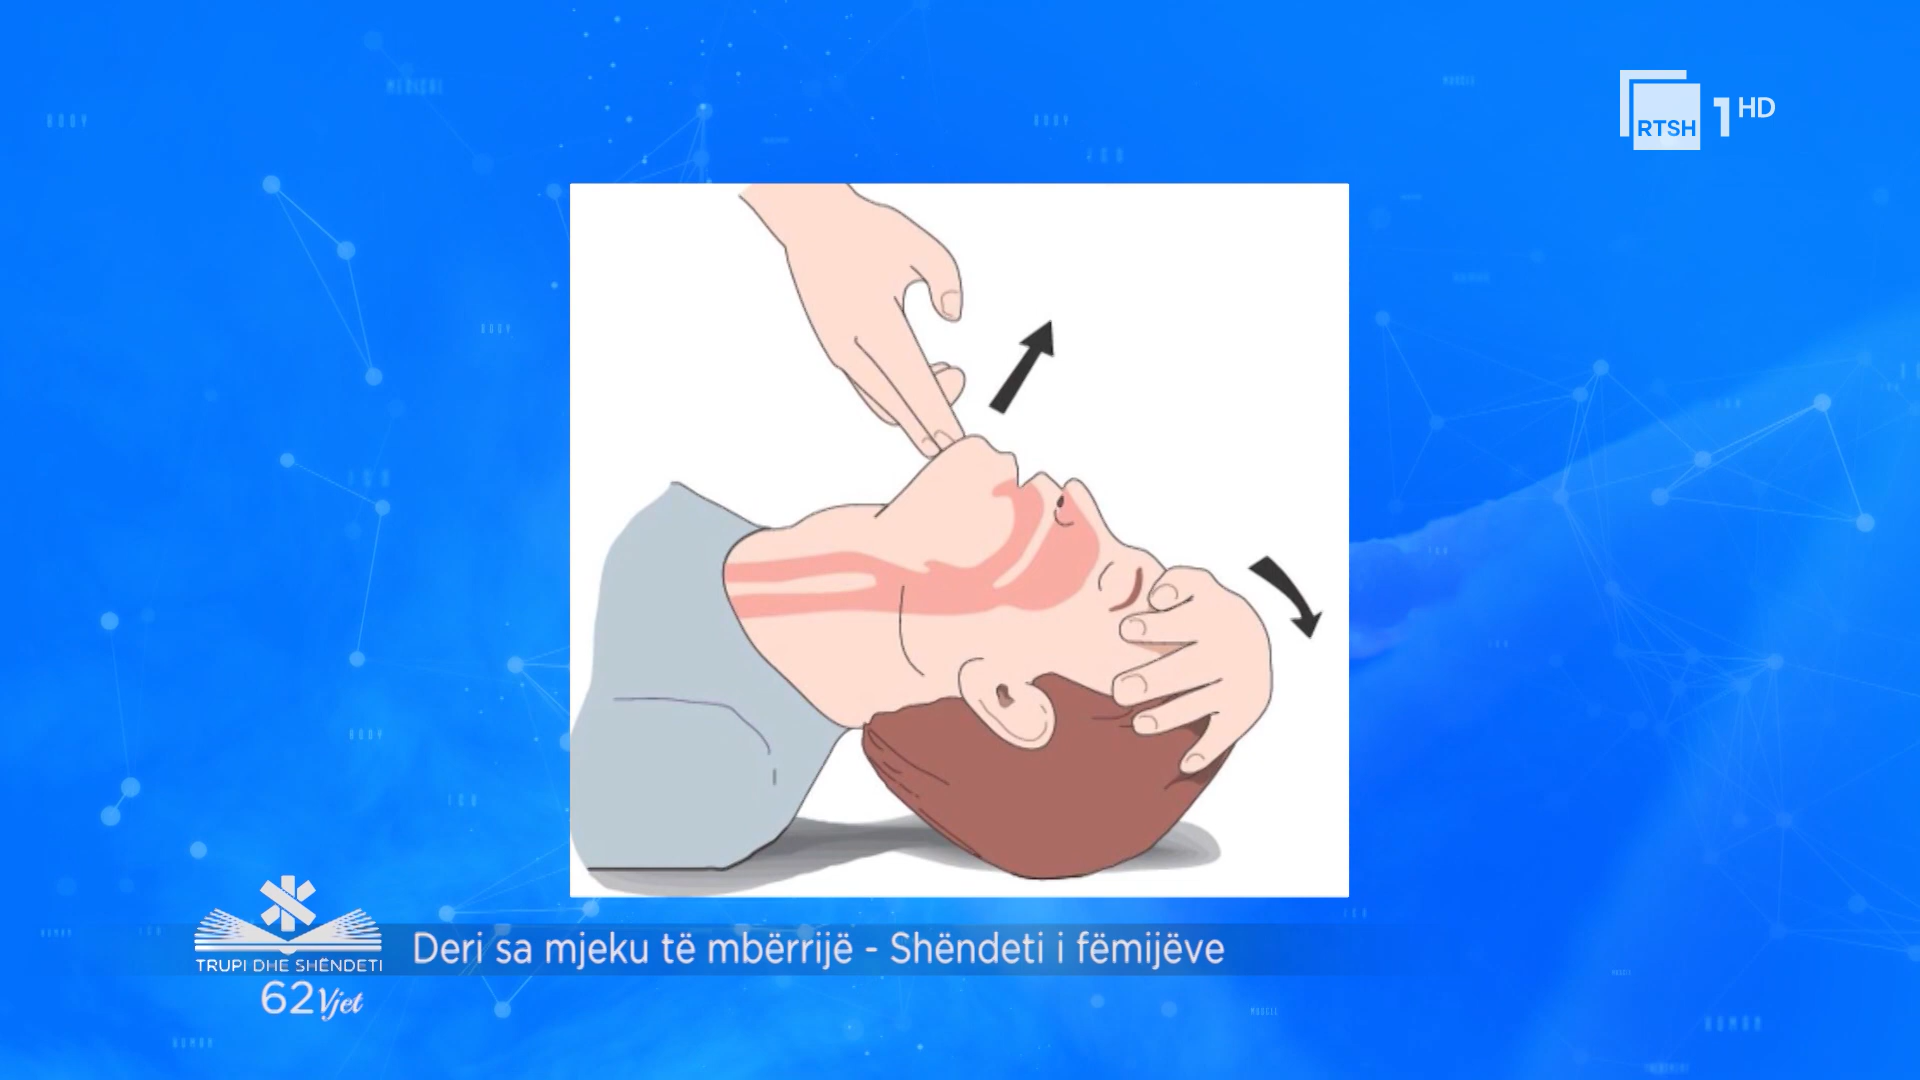 RTSH 1 HD
Deri sa mjeku të mbërrijë - Shëndeti i fëmijëve
TRUPI DHE SHËNDETI
62 Vjet